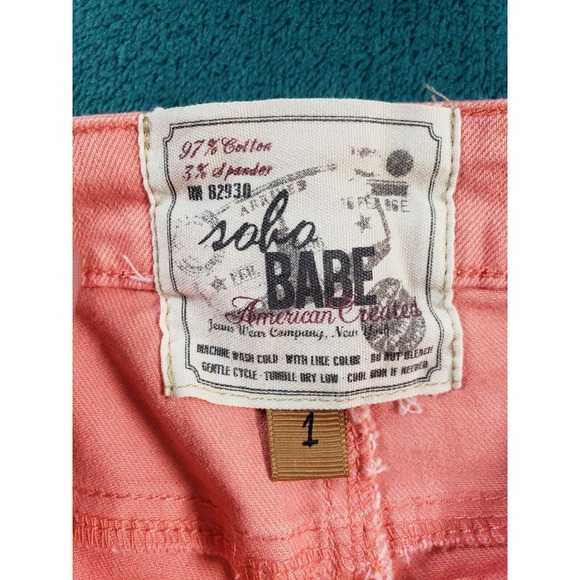 97% Cotton
3% Spandex
RN 82930
ARRIVED
soho
BABE
American Created
Jeans Wear Company, New York
MACHINE WASH COLD · WITH LIKE COLOR · DO NOT BLEACH
GENTLE CYCLE · TUMBLE DRY LOW · COOL IRON IF NEEDED
1